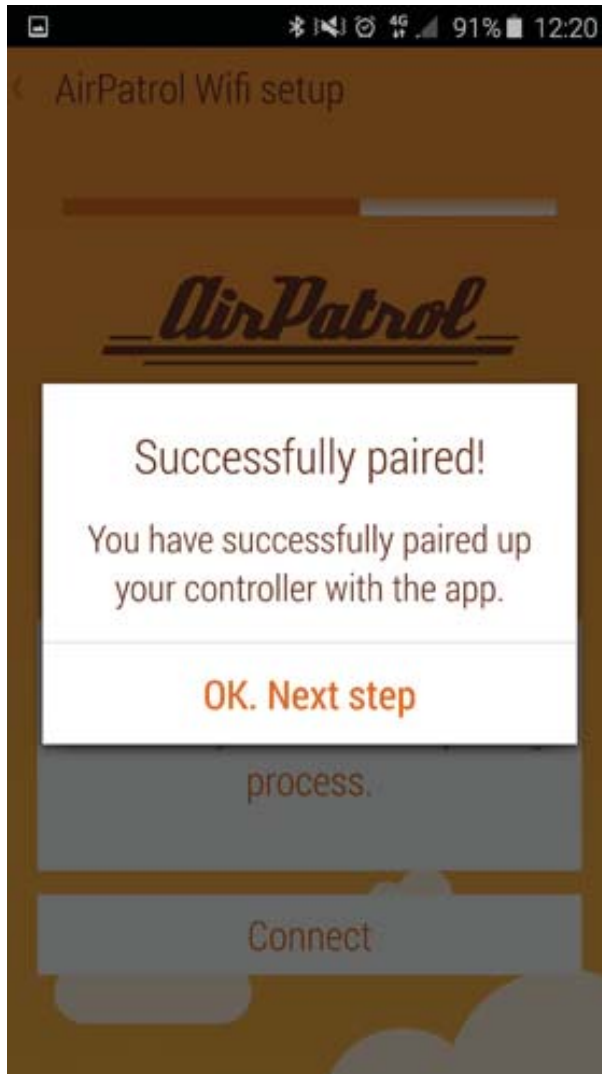 4G 91% 12:20
AirPatrol Wifi setup
AirPatrol
Successfully paired!
You have successfully paired up
your controller with the app.
OK. Next step
process.
Connect